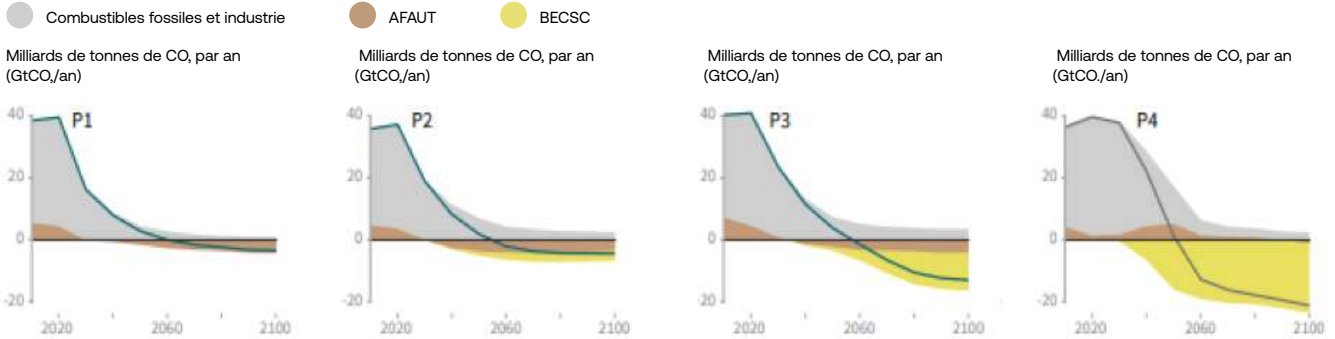 Combustibles fossiles et industrie
AFAUT
BECSC
Milliards de tonnes de CO, par an
(GtCO,/an)
Milliards de tonnes de CO, par an
(GtCO,/an)
Milliards de tonnes de CO, par an
(GtCO,/an)
Milliards de tonnes de CO, par an
(GtCO./an)
40
20
0
-20
P1
2020
2060
2100
40
20
0
-20
P2
2020
2060
2100
40
20
0
-20
P3
2020
2060
2100
40
20
0
-20
P4
2020
2060
2100